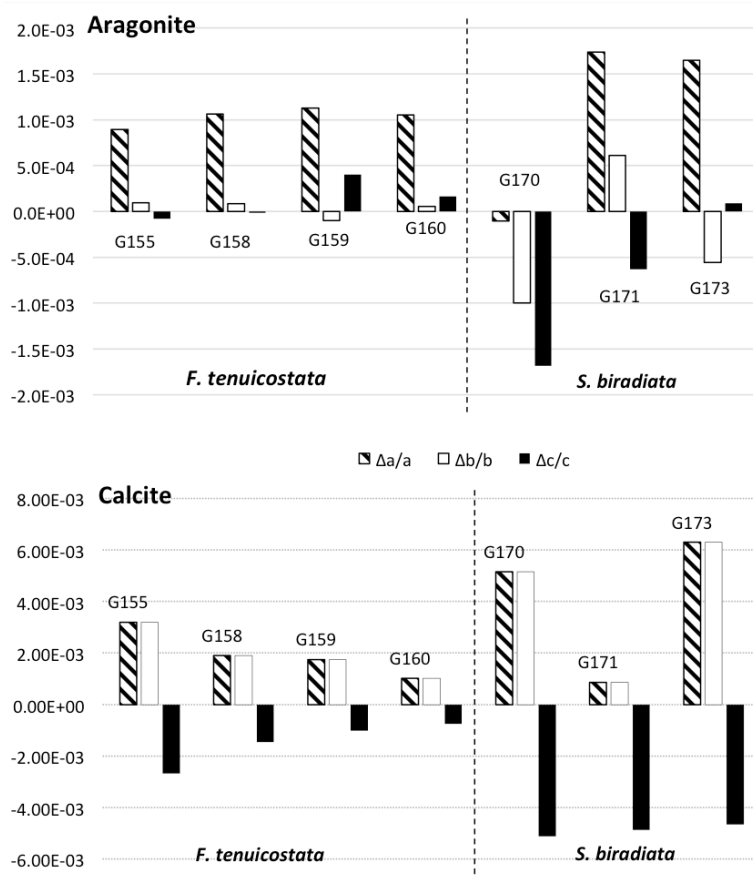 Aragonite
2.0E-03
1.5E-03
1.0E-03
5.0E-04
0.0E+00
-5.0E-04
-1.0E-03
-1.5E-03
-2.0E-03
G155
G158
G159
G160
G170
G171
G173
F. tenuicostata
S. biradiata
Δa/a Δb/b Δc/c
Calcite
8.00E-03
6.00E-03
4.00E-03
2.00E-03
0.00E+00
-2.00E-03
-4.00E-03
-6.00E-03
G155
G158
G159
G160
G170
G171
G173
F. tenuicostata
S. biradiata